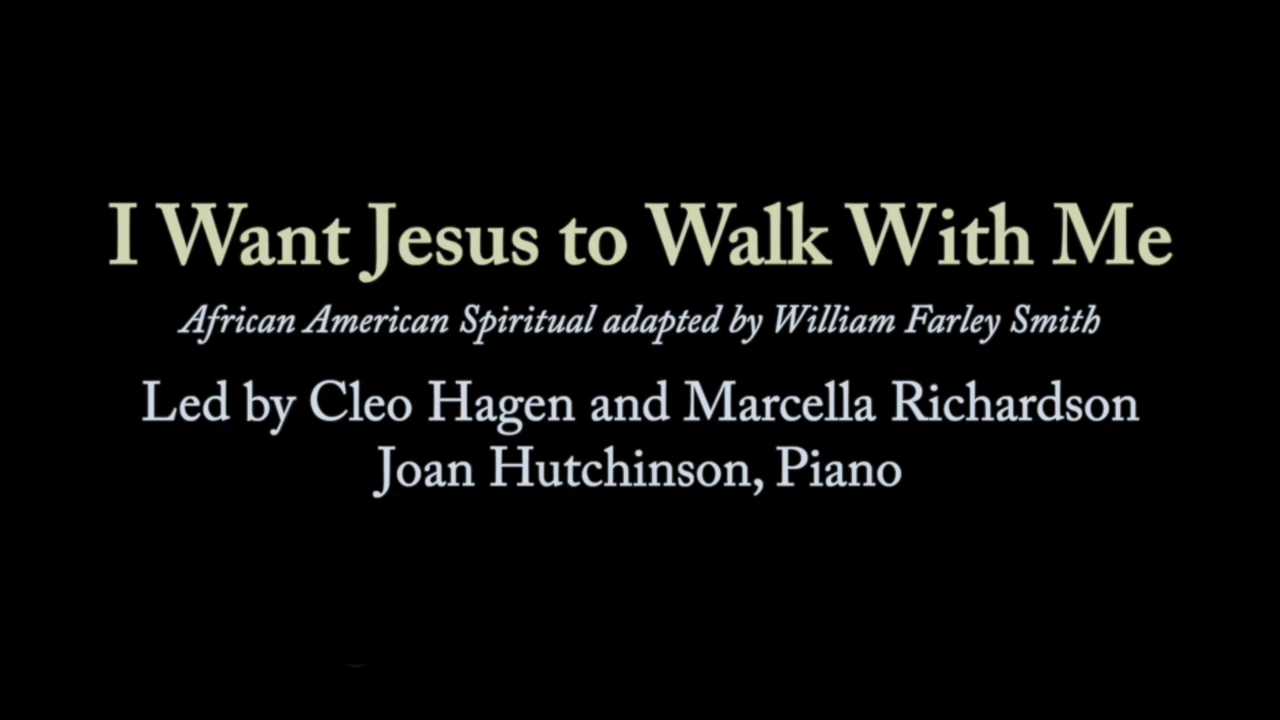 I Want Jesus to Walk With Me
African American Spiritual adapted by William Farley Smith
Led by Cleo Hagen and Marcella Richardson
Joan Hutchinson, Piano